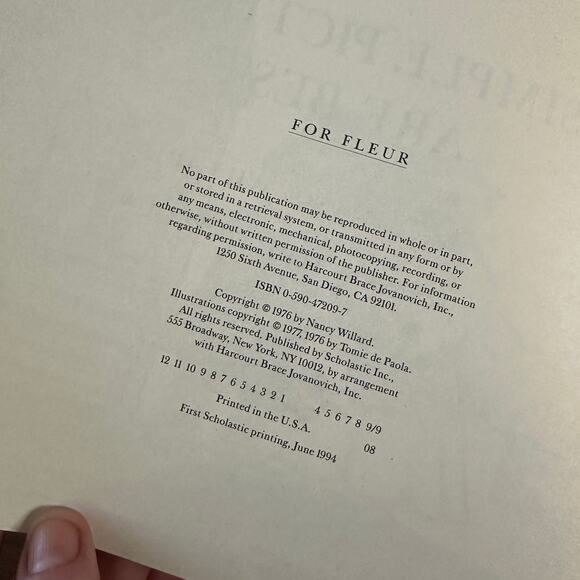 FOR FLEUR
No part of this publication may be reproduced in whole or in part,
or stored in a retrieval system, or transmitted in any form or by
any means, electronic, mechanical, photocopying, recording, or
otherwise, without written permission of the publisher. For information
regarding permission, write to Harcourt Brace Jovanovich, Inc.,
1250 Sixth Avenue, San Diego, CA 92101.
ISBN 0-590-47209-7
Copyright © 1976 by Nancy Willard.
Illustrations copyright © 1977, 1976 by Tomie de Paola.
All rights reserved. Published by Scholastic Inc.,
555 Broadway, New York, NY 10012, by arrangement
with Harcourt Brace Jovanovich, Inc.
12 11 10 9 8 7 6 5 4 3 2 1 4 5 6 7 8 9/9
Printed in the U.S.A. 08
First Scholastic printing, June 1994